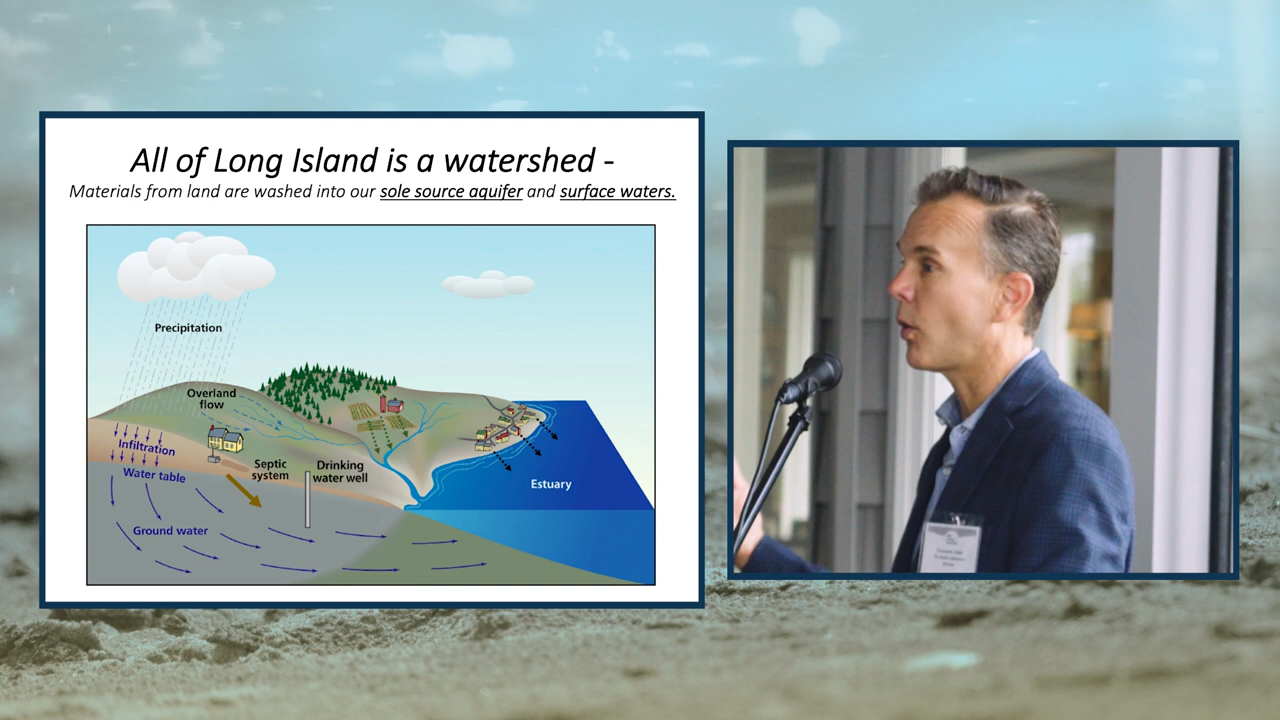 All of Long Island is a watershed -
Materials from land are washed into our sole source aquifer and surface waters.
Precipitation
Overland
flow
Infiltration
Water table
Septic
system
Drinking
water well
Ground water
Estuary